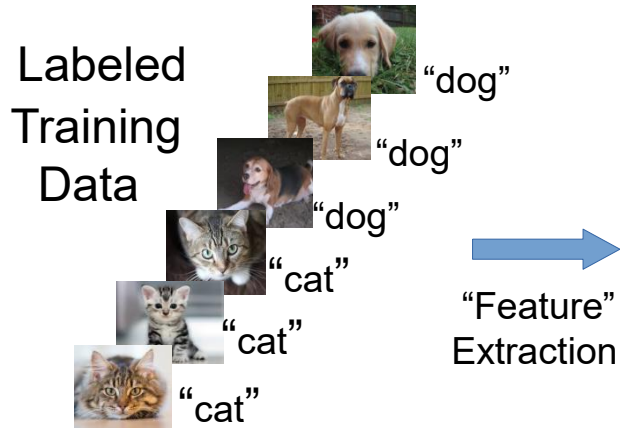 Labeled
Training
Data
“dog”
“dog”
“dog”
“cat”
“cat”
“cat”
“Feature”
Extraction